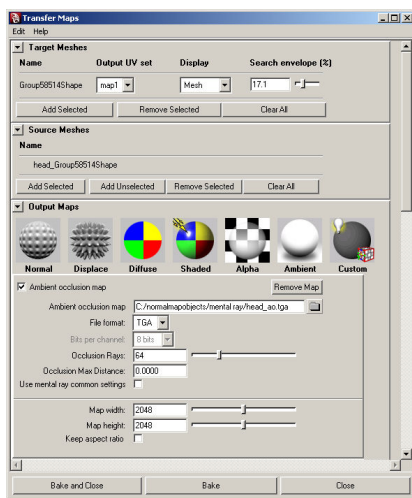 Transfer Maps
Edit Help
Target Meshes
Name Output UV set Display Search envelope (%)
Group58514Shape map1 Mesh 17.1
Add Selected Remove Selected Clear All
Source Meshes
Name
head_Group58514Shape
Add Selected Add Unselected Remove Selected Clear All
Output Maps
Normal Displace Diffuse Shaded Alpha Ambient Custom
Ambient occlusion map Remove Map
Ambient occlusion map C:/normalmapobjects/mental ray/head_ao.tga
File format: TGA
Bits per channel: 8 bits
Occlusion Rays: 64
Occlusion Max Distance: 0.0000
Use mental ray common settings
Map width: 2048
Map height: 2048
Keep aspect ratio
Bake and Close Bake Close